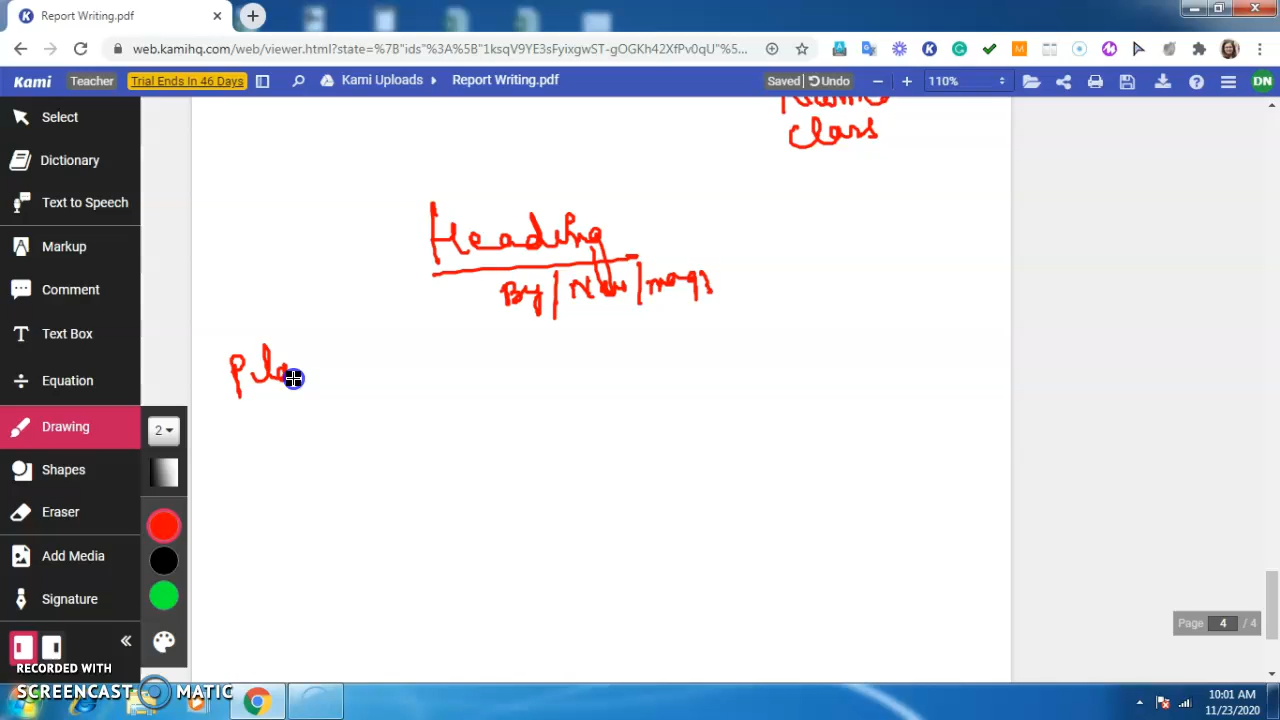 Report Writing.pdf
web.kamihq.com/web/viewer.html?state=%7B"ids"%3A%5B"1ksqV9YE3sFyixgwST-gOGKh42XfPv0qU"%5...
Kami Teacher Trial Ends In 46 Days Kami Uploads Report Writing.pdf Saved Undo 110% DN
Select
Dictionary
Text to Speech
Markup
Comment
Text Box
Equation
Drawing
Shapes
Eraser
Add Media
Signature
2
Name
Class
Heading
By | New | mags
Pla
Page 4 / 4
RECORDED WITH
SCREENCAST MATIC
10:01 AM
11/23/2020